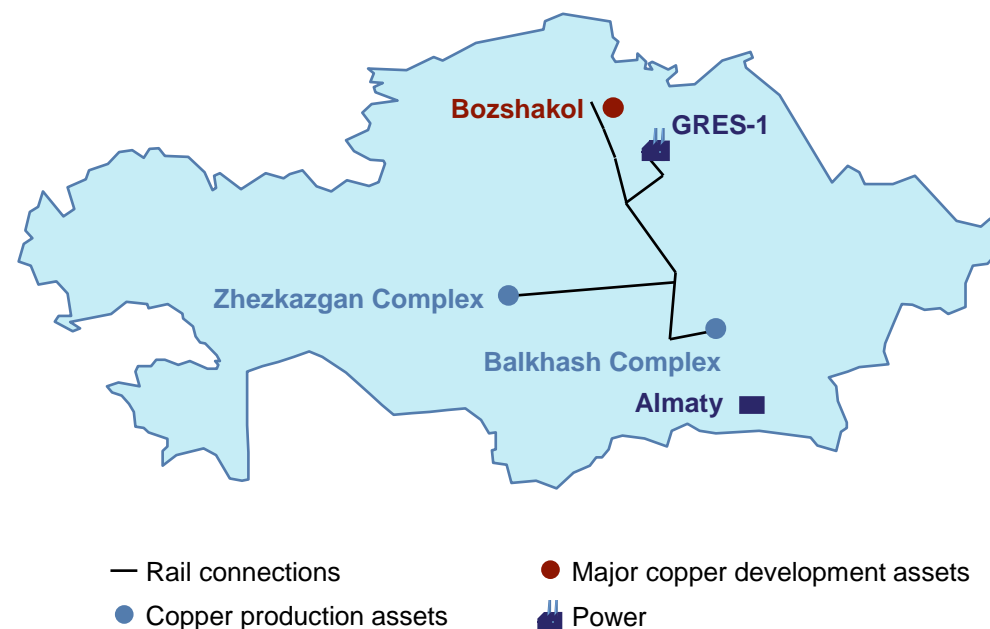 Bozshakol
GRES-1
Zhezkazgan Complex
Balkhash Complex
Almaty
Rail connections
Major copper development assets
Copper production assets
Power